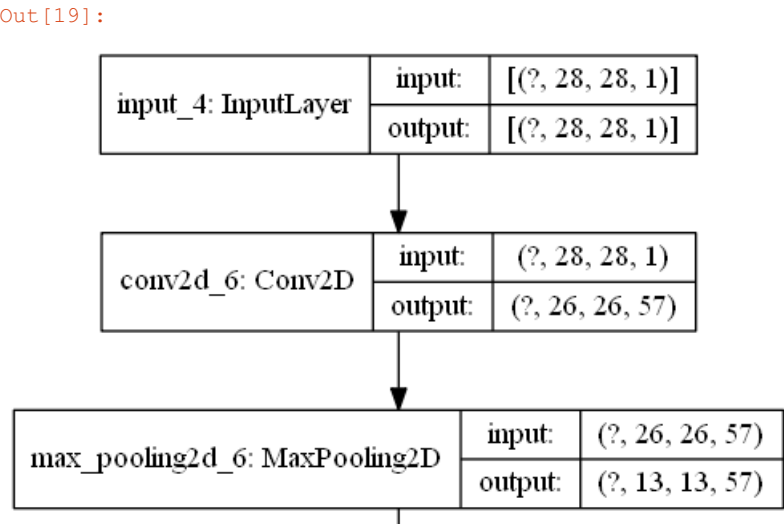 Out[19]:
input_4: InputLayer
input: [(?, 28, 28, 1)]
output: [(?, 28, 28, 1)]
conv2d_6: Conv2D
input: (?, 28, 28, 1)
output: (?, 26, 26, 57)
max_pooling2d_6: MaxPooling2D
input: (?, 26, 26, 57)
output: (?, 13, 13, 57)